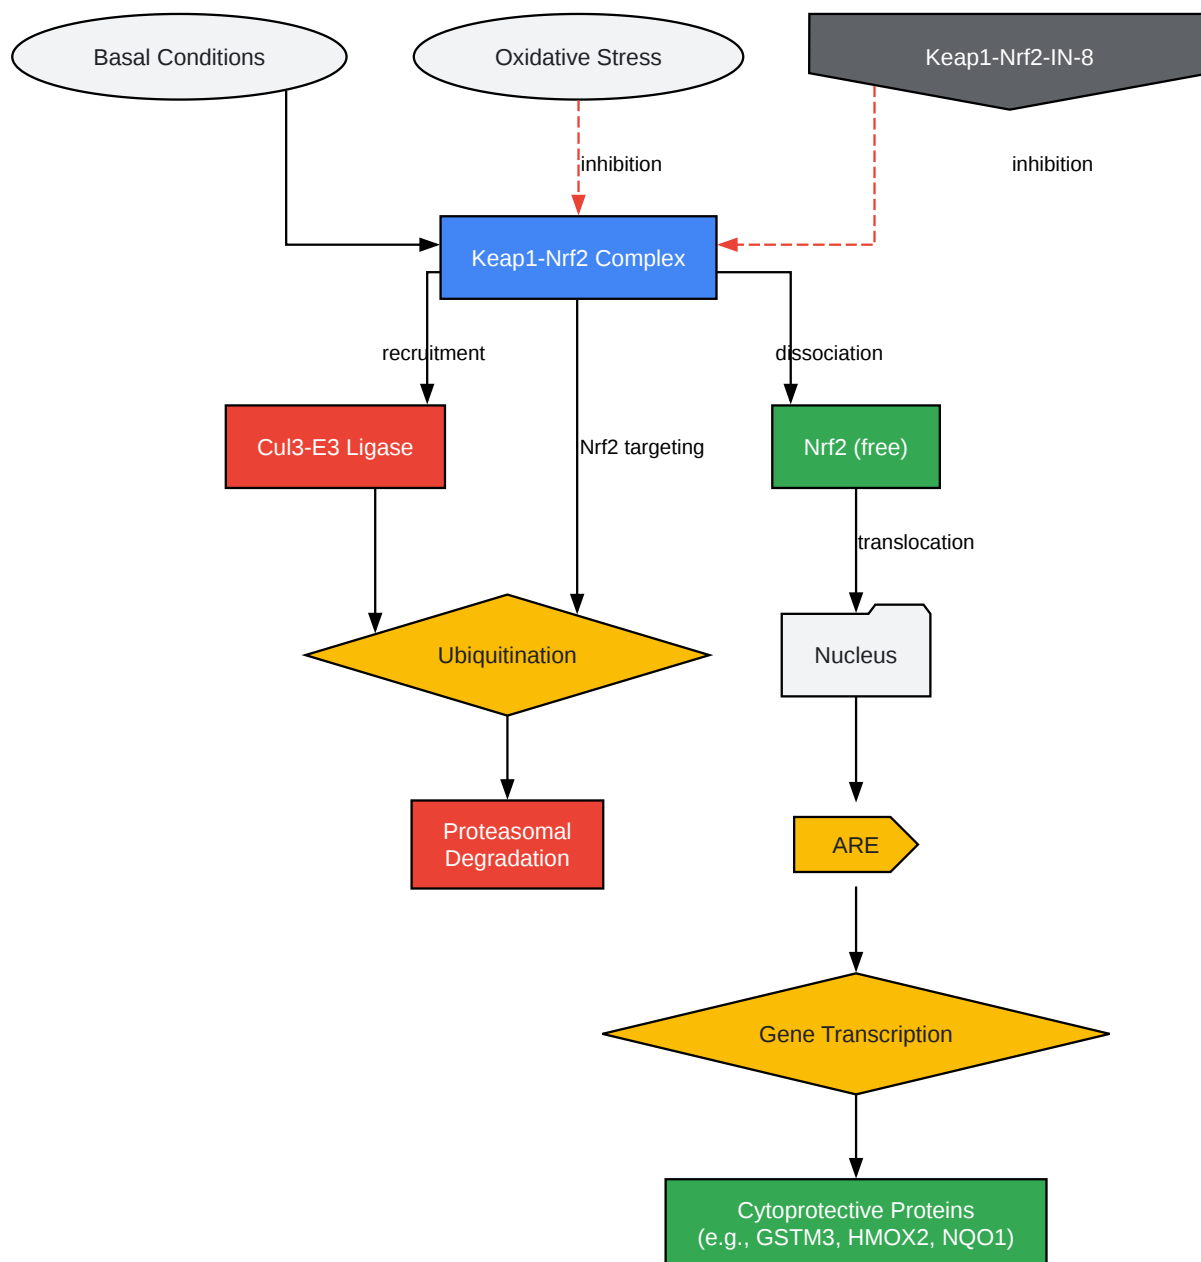 Basal Conditions
Oxidative Stress
Keap1-Nrf2-IN-8
inhibition
inhibition
Keap1-Nrf2 Complex
recruitment
dissociation
Cul3-E3 Ligase
Nrf2 targeting
Nrf2 (free)
translocation
Ubiquitination
Nucleus
Proteasomal
Degradation
ARE
Gene Transcription
Cytoprotective Proteins
(e.g., GSTM3, HMOX2, NQO1)